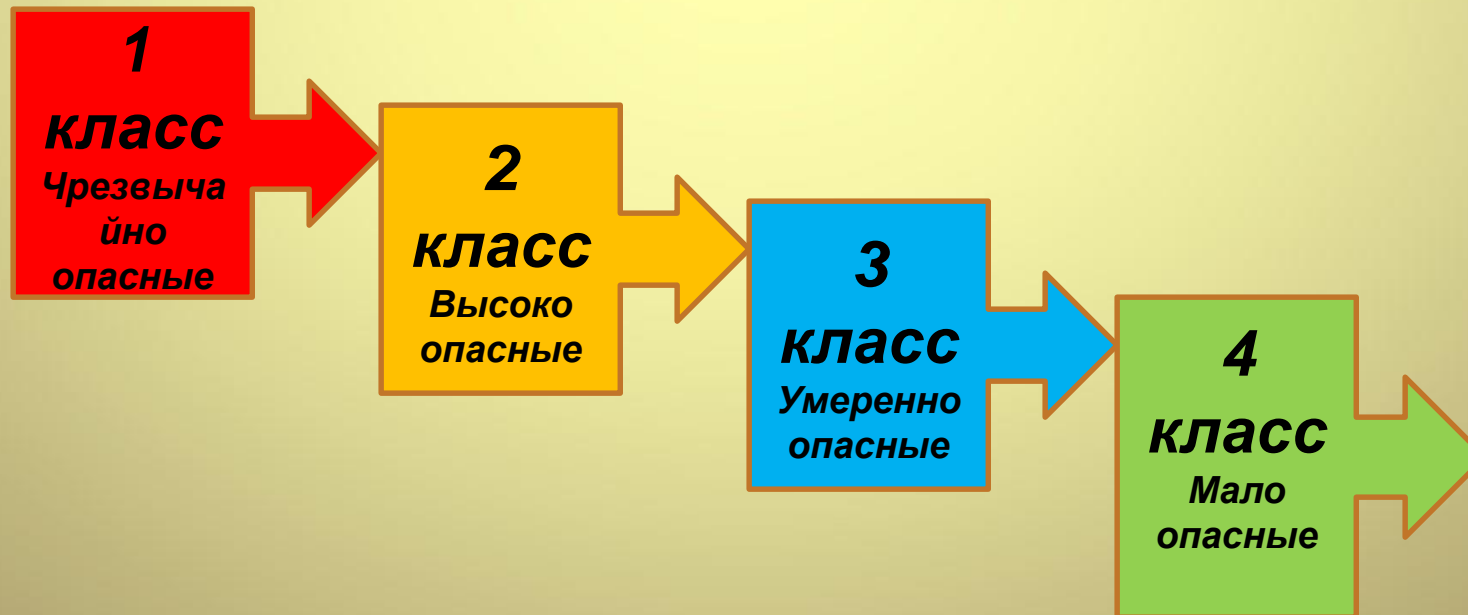 1
класс
Чрезвыча
йно
опасные
2
класс
Высоко
опасные
3
класс
Умеренно
опасные
4
класс
Мало
опасные